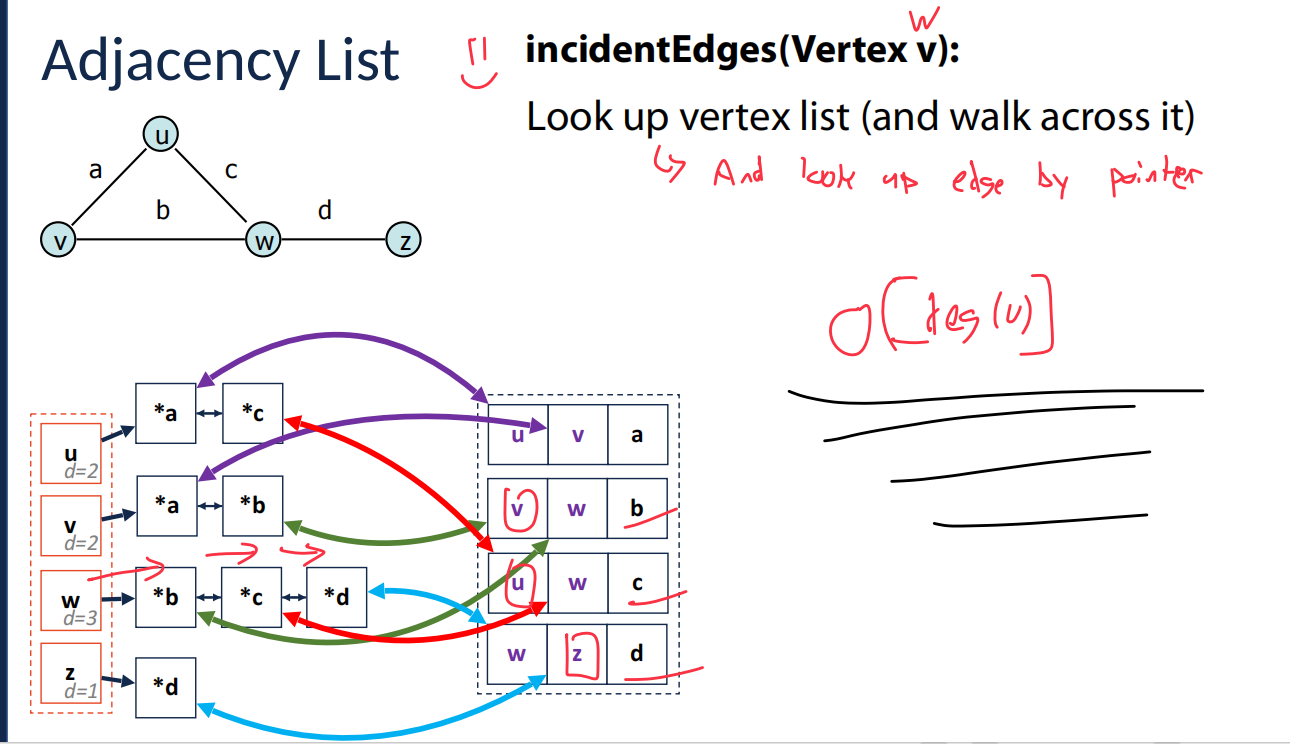 Adjacency List
w
incidentEdges(Vertex v):
Look up vertex list (and walk across it)
And look up edge by pointer
u
a c
b d
v w z
O[deg(v)]
*a *c
u v a
u
d=2
*a *b
v w b
v
d=2
*b *c *d
u w c
w
d=3
w z d
z
d=1
*d